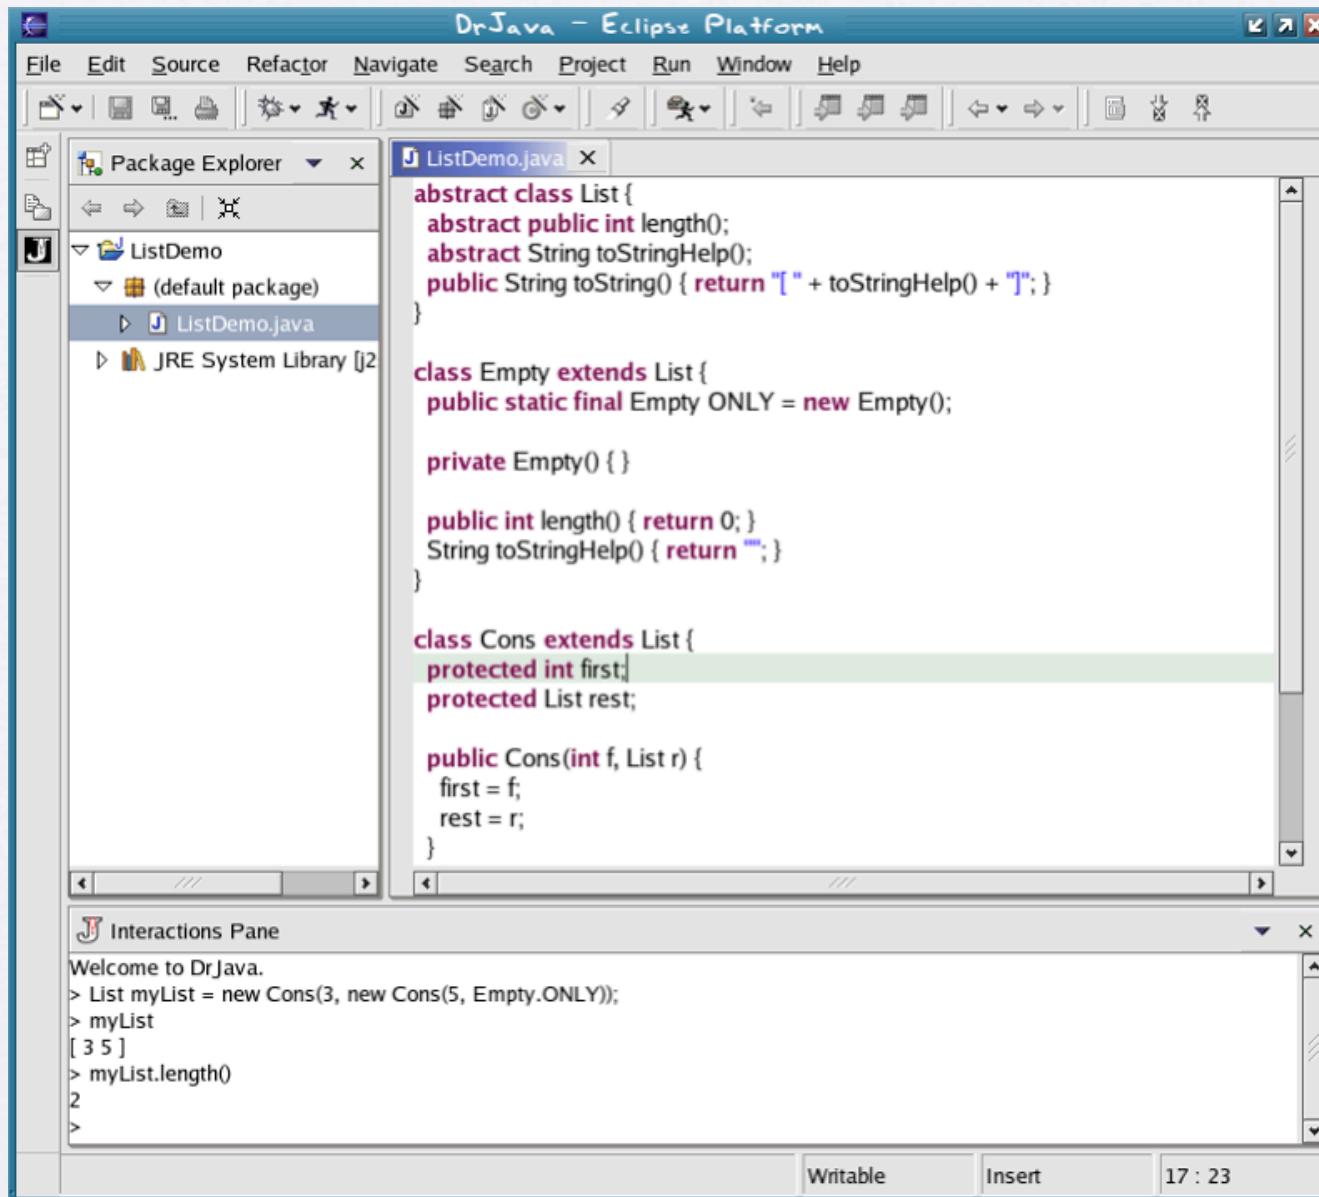 DrJava - Eclipse Platform
File Edit Source Refactor Navigate Search Project Run Window Help
Package Explorer
ListDemo
(default package)
ListDemo.java
JRE System Library [j2
ListDemo.java
abstract class List {
abstract public int length();
abstract String toStringHelp();
public String toString() { return "[ " + toStringHelp() + "]"; }
}
class Empty extends List {
public static final Empty ONLY = new Empty();
private Empty() { }
public int length() { return 0; }
String toStringHelp() { return ""; }
}
class Cons extends List {
protected int first;
protected List rest;
public Cons(int f, List r) {
first = f;
rest = r;
}
Interactions Pane
Welcome to DrJava.
> List myList = new Cons(3, new Cons(5, Empty.ONLY));
> myList
[ 3 5 ]
> myList.length()
2
>
Writable Insert 17 : 23